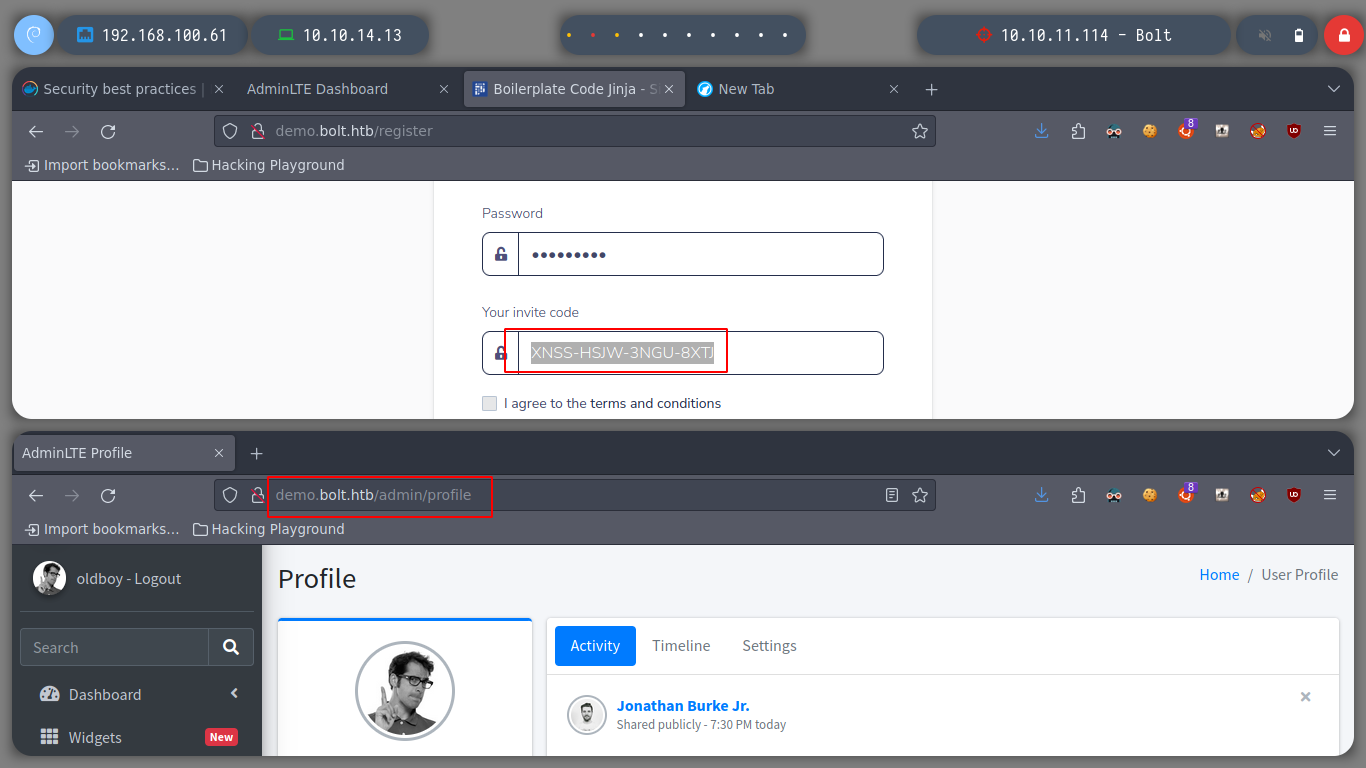 192.168.100.61
10.10.14.13
10.10.11.114 - Bolt
Security best practices |
AdminLTE Dashboard
Boilerplate Code Jinja - S
New Tab
demo.bolt.htb/register
8
Import bookmarks...
Hacking Playground
Password
Your invite code
XNSS-HSJW-3NGU-8XTJ
I agree to the terms and conditions
AdminLTE Profile
demo.bolt.htb/admin/profile
8
Import bookmarks...
Hacking Playground
oldboy - Logout
Profile
Home / User Profile
Search
Activity
Timeline
Settings
Dashboard
Jonathan Burke Jr.
Shared publicly - 7:30 PM today
Widgets
New